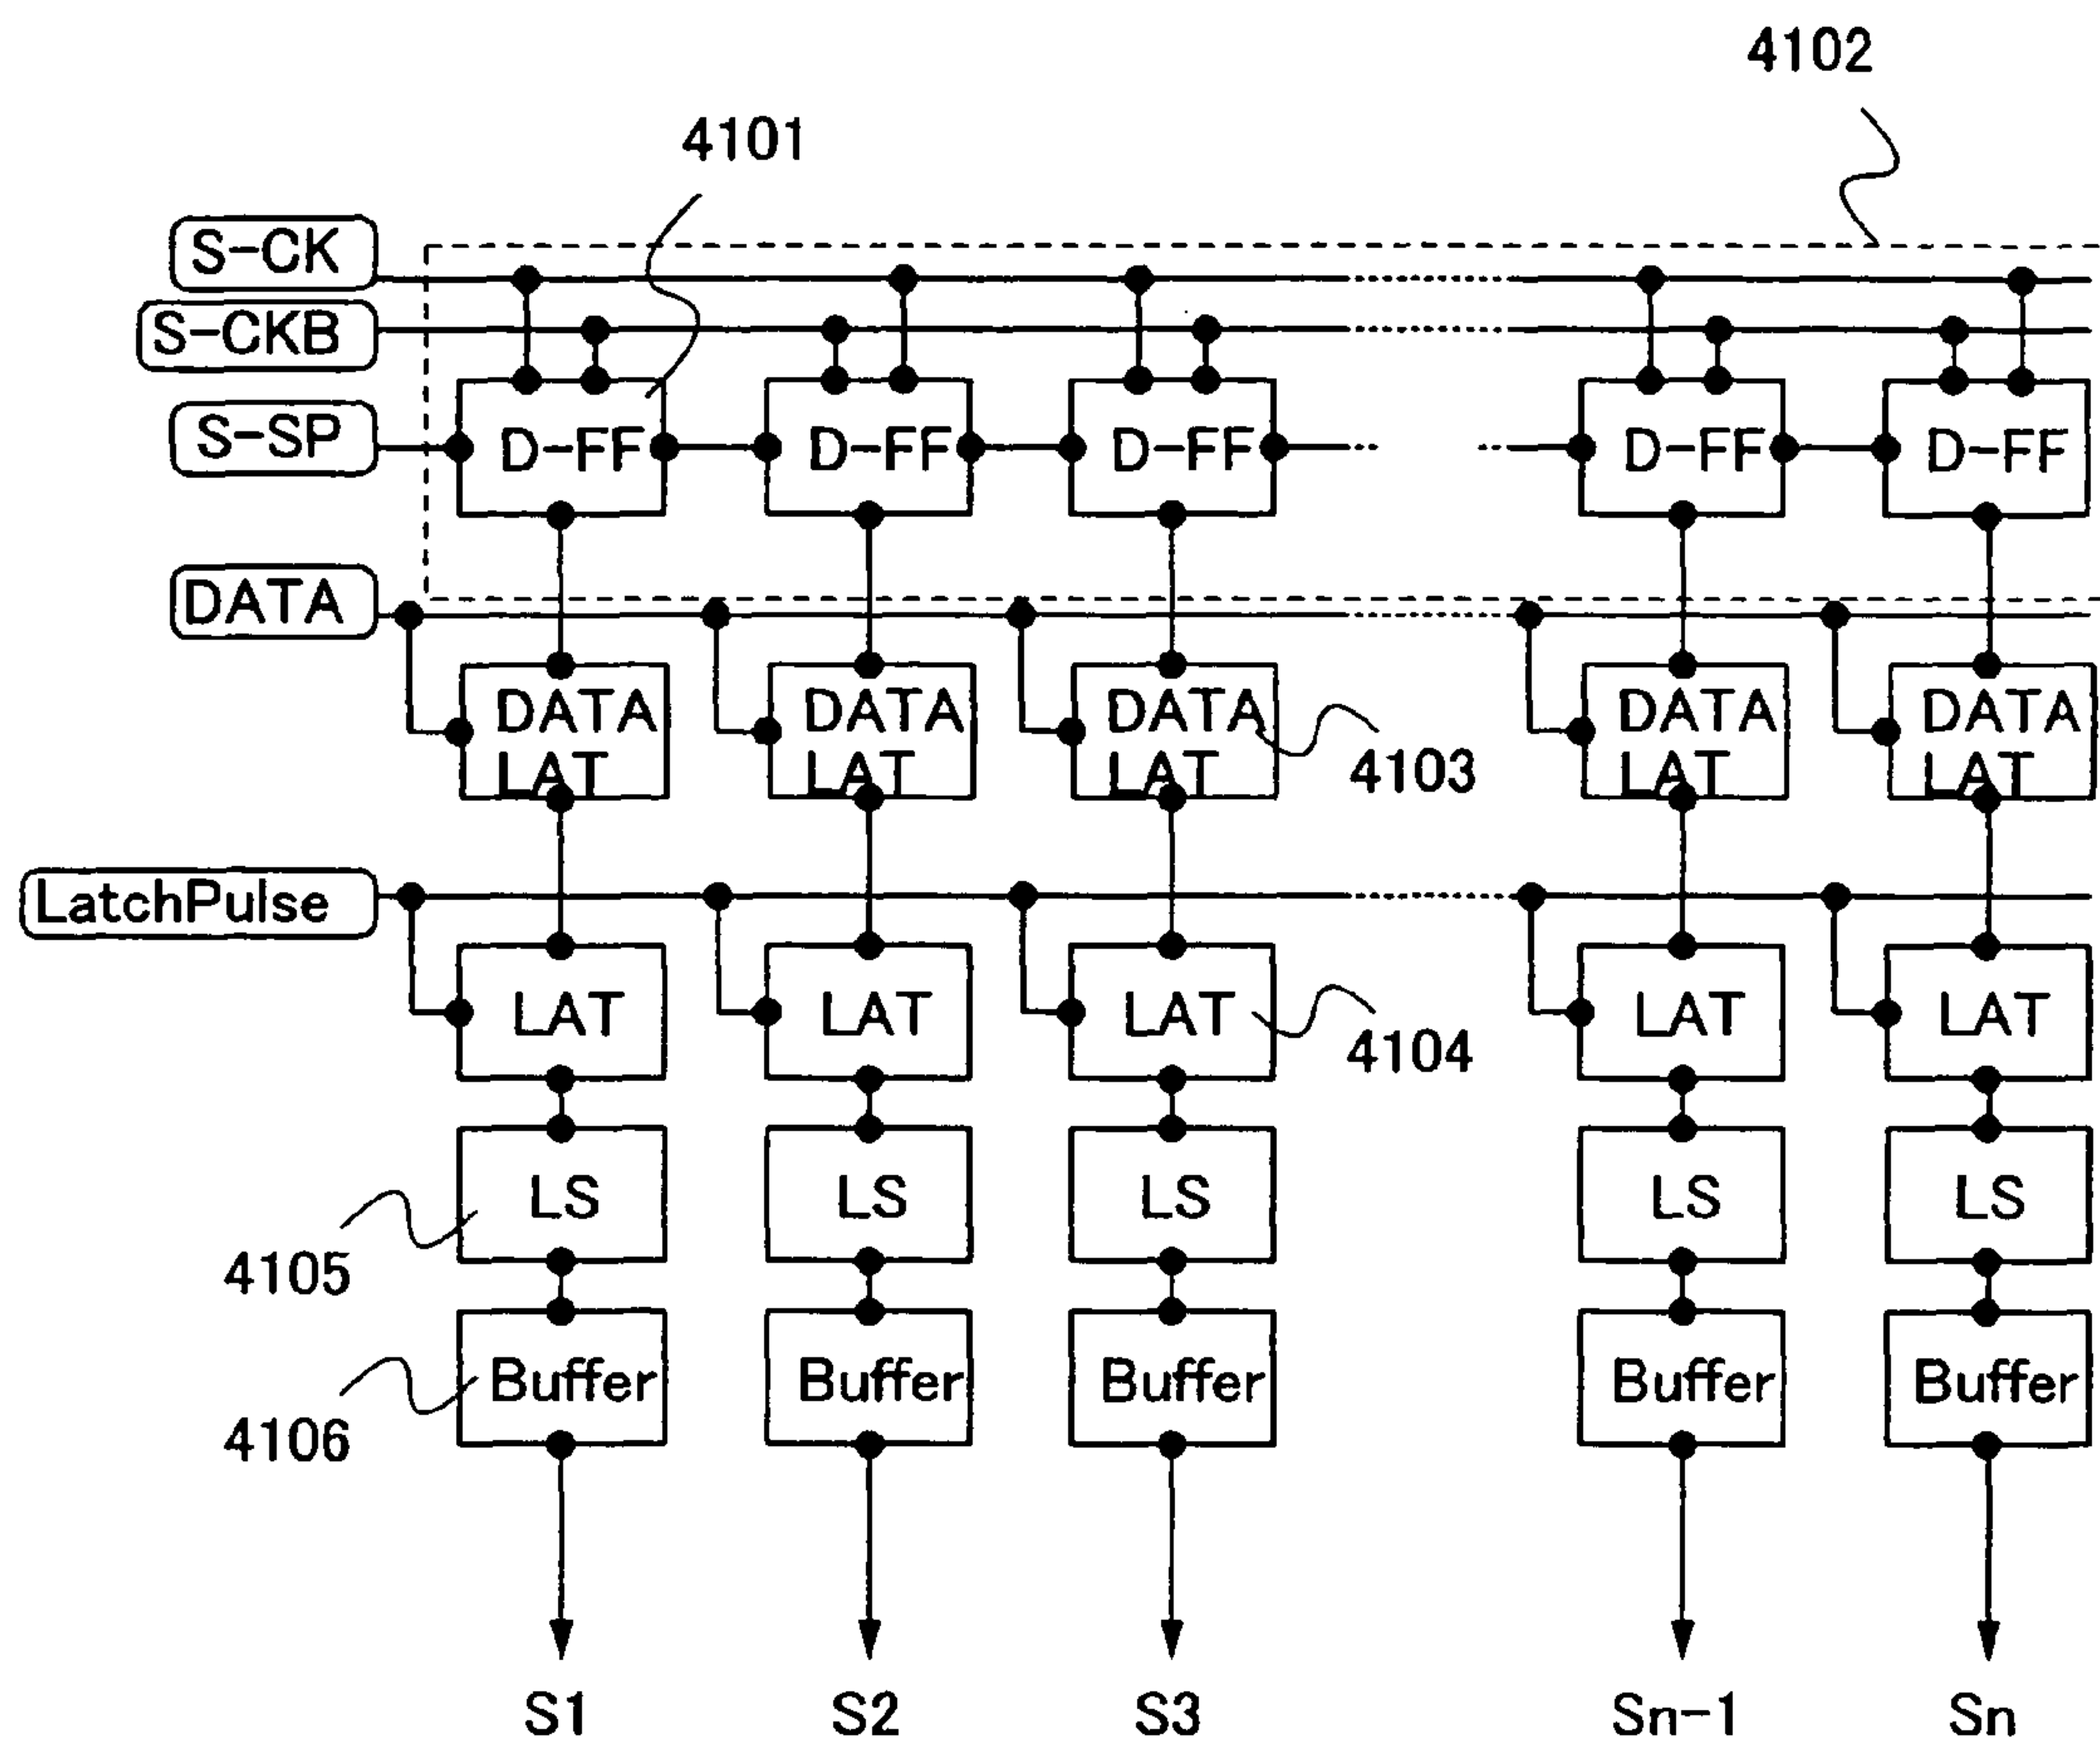 4102
4101
S-CK
S-CKB
S-SP
D-FF D-FF D-FF D-FF D-FF
DATA
DATA DATA DATA DATA DATA
LAT LAT LAT LAT LAT
4103
LatchPulse
LAT LAT LAT LAT LAT
4104
LS LS LS LS LS
4105
Buffer Buffer Buffer Buffer Buffer
4106
S1 S2 S3 Sn-1 Sn